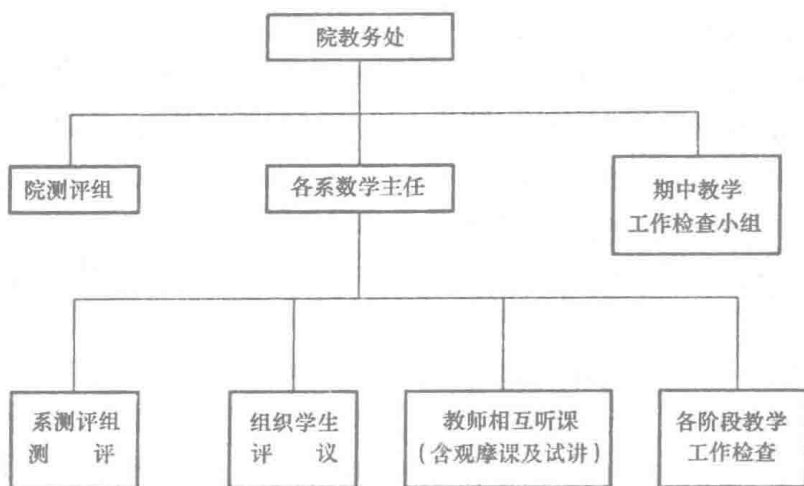 院教务处
院测评组
各系数学主任
期中教学
工作检查小组
系测评组
测　　评
组织学生
评　　议
教师相互听课
(含观摩课及试讲)
各阶段教学
工作检查